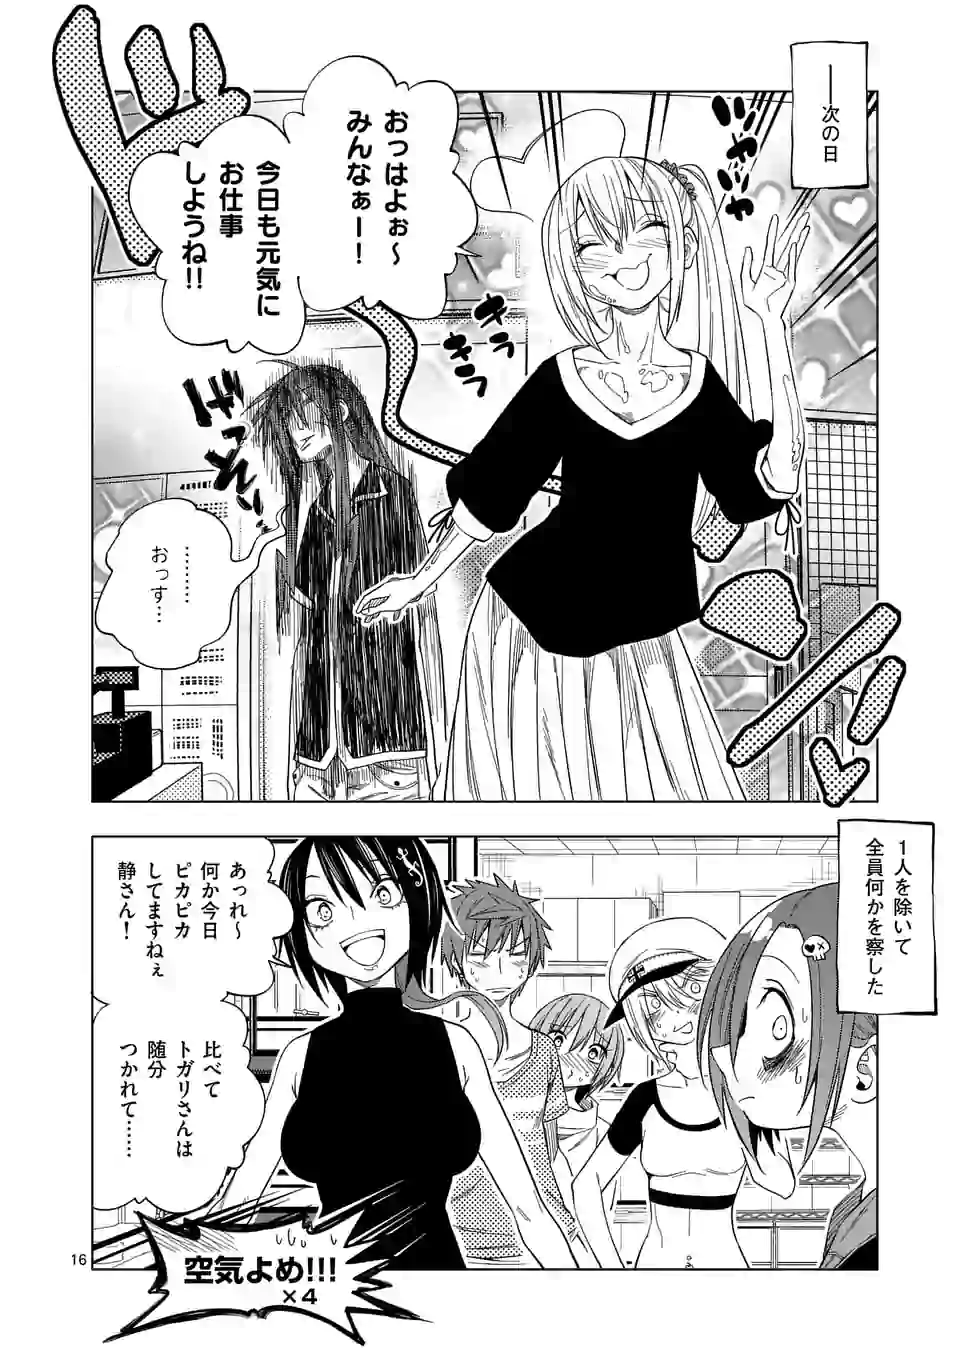 ──次の日
ツヤ
ツヤ
おっはよぉ～
みんなぁー！
今日も元気に
お仕事
しようね!!
キラ
キラ
げっそい
………
おっす…
1人を除いて
全員何かを察した
あっれ～
何か今日
ピカピカ
してますねぇ
静さん！
比べて
トガリさんは
随分
つかれて……
空気よめ!!!
×4
16